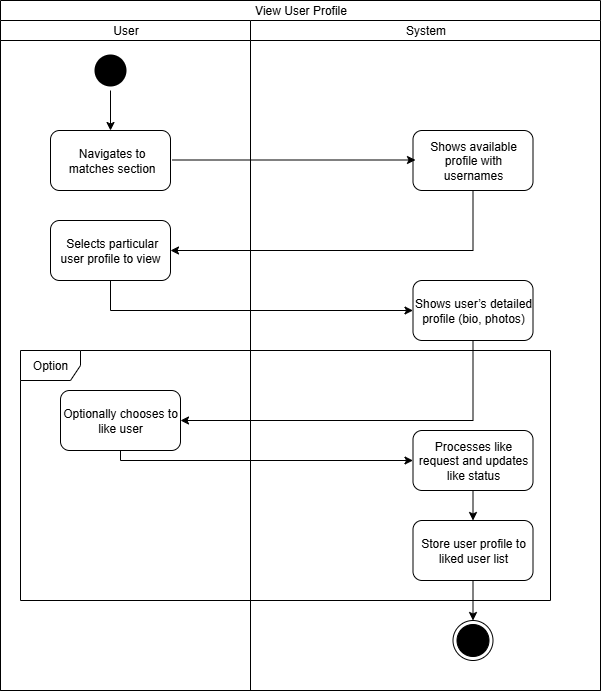 View User Profile
User
System
Navigates to
matches section
Shows available
profile with
usernames
Selects particular
user profile to view
Shows user's detailed
profile (bio, photos)
Option
Optionally chooses to
like user
Processes like
request and updates
like status
Store user profile to
liked user list